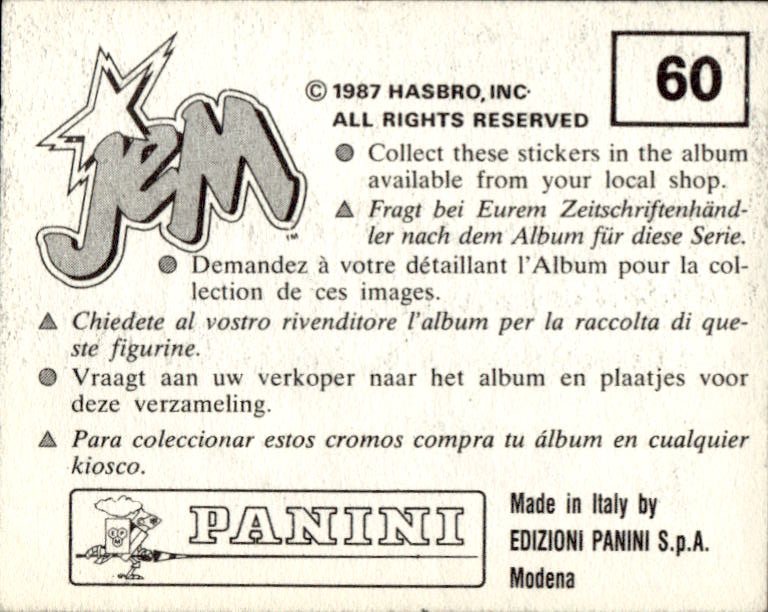 Jem
TM
© 1987 HASBRO, INC.
ALL RIGHTS RESERVED
60
Collect these stickers in the album
available from your local shop.
Fragt bei Eurem Zeitschriftenhänd-
ler nach dem Album für diese Serie.
Demandez à votre détaillant l'Album pour la col-
lection de ces images.
Chiedete al vostro rivenditore l'album per la raccolta di que-
ste figurine.
Vraagt aan uw verkoper naar het album en plaatjes voor
deze verzameling.
Para coleccionar estos cromos compra tu álbum en cualquier
kiosco.
PANINI
Made in Italy by
EDIZIONI PANINI S.p.A.
Modena